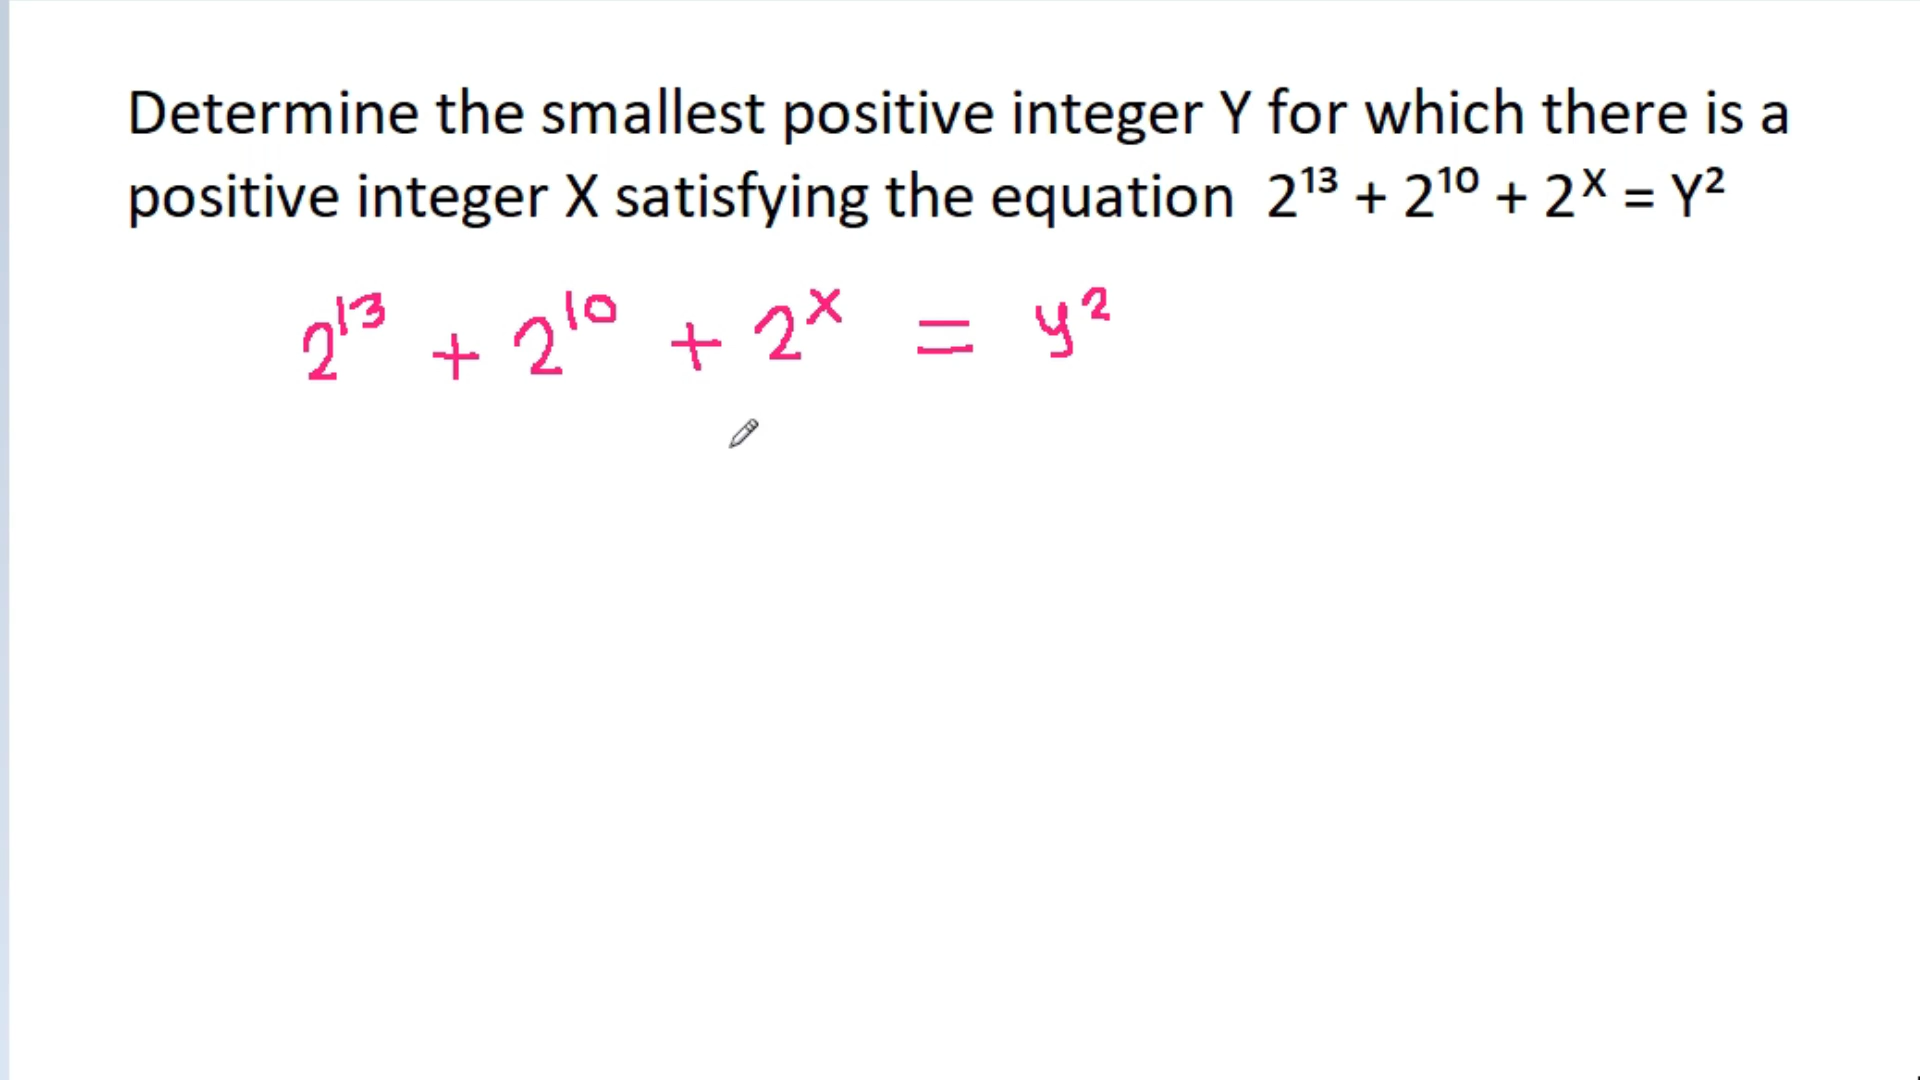 Determine the smallest positive integer Y for which there is a
positive integer X satisfying the equation 2¹³ + 2¹⁰ + 2ˣ = Y²
2¹³ + 2¹⁰ + 2ˣ = y²